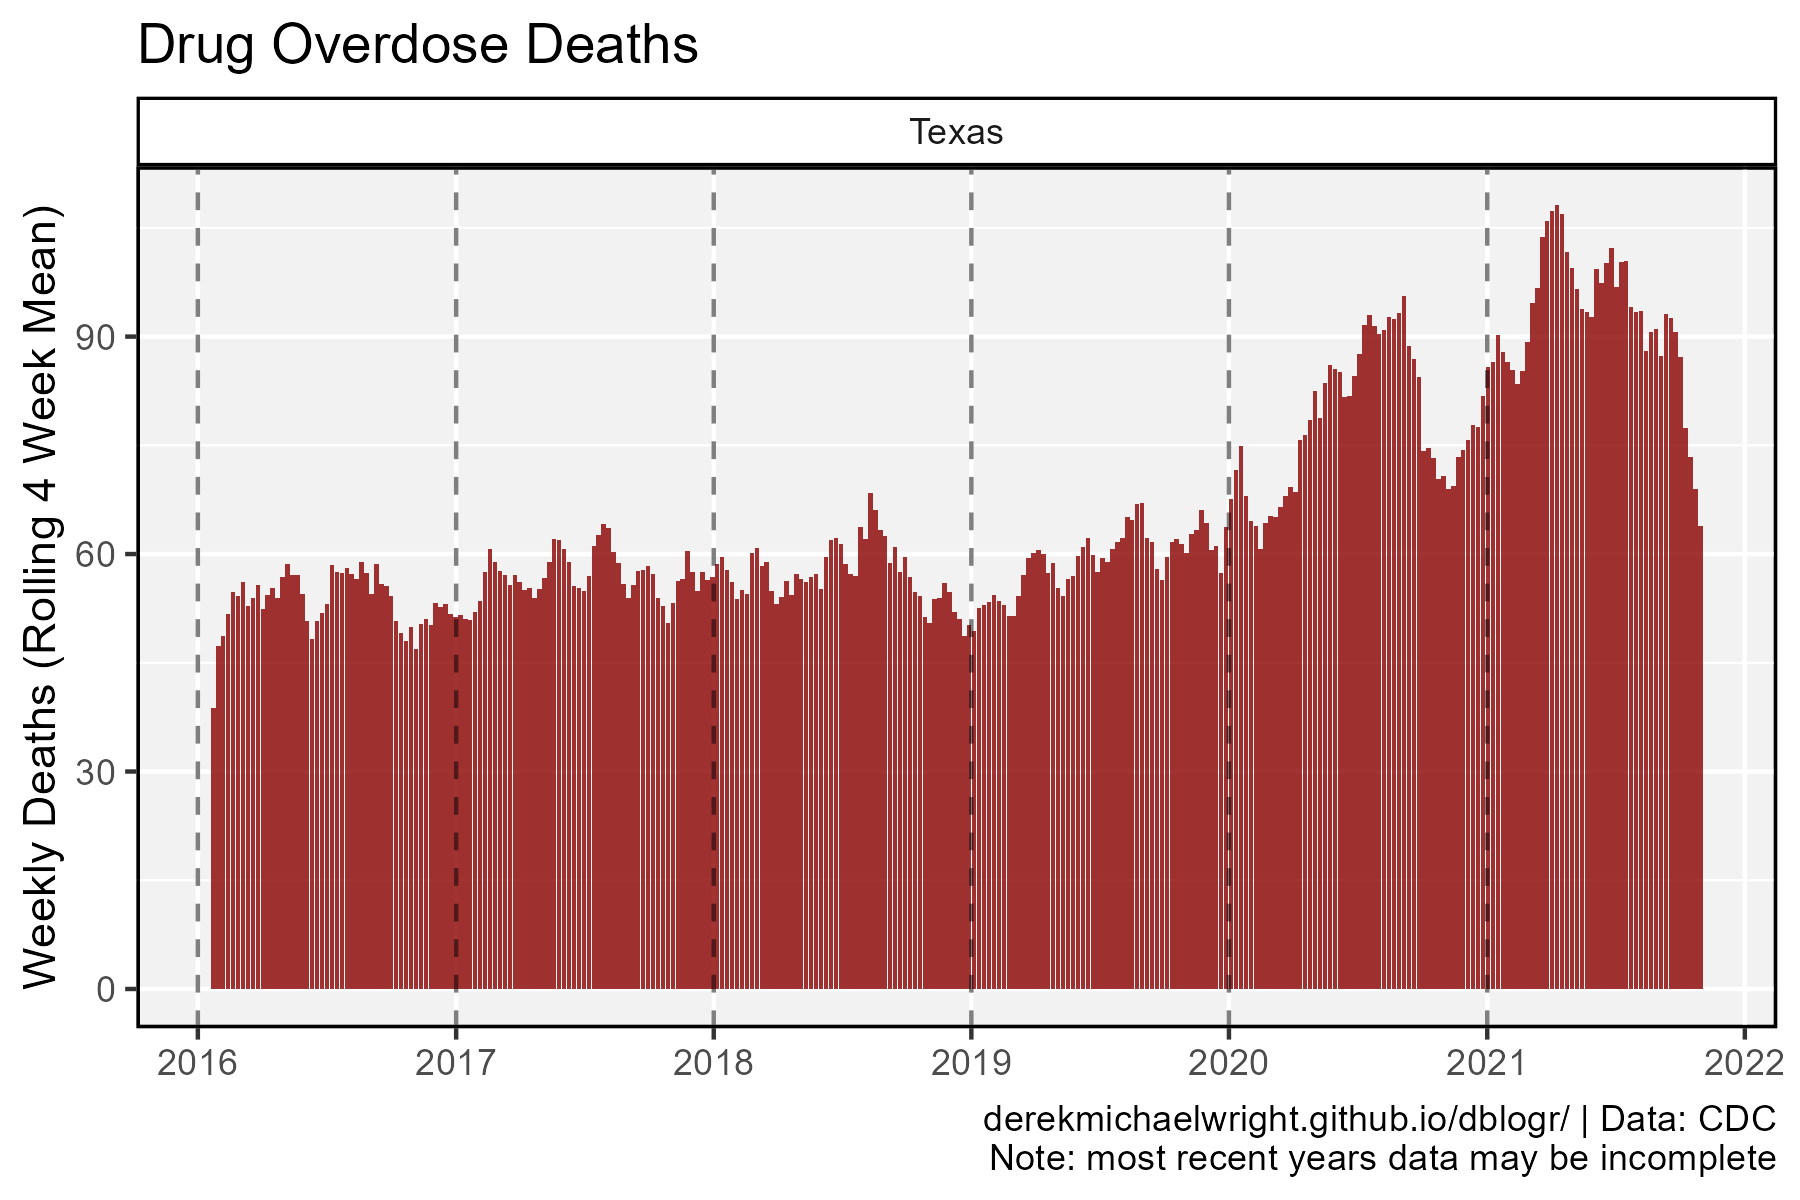 Drug Overdose Deaths
Texas
Weekly Deaths (Rolling 4 Week Mean)
90
60
30
0
2016 2017 2018 2019 2020 2021 2022
derekmichaelwright.github.io/dblogr/ | Data: CDC
Note: most recent years data may be incomplete